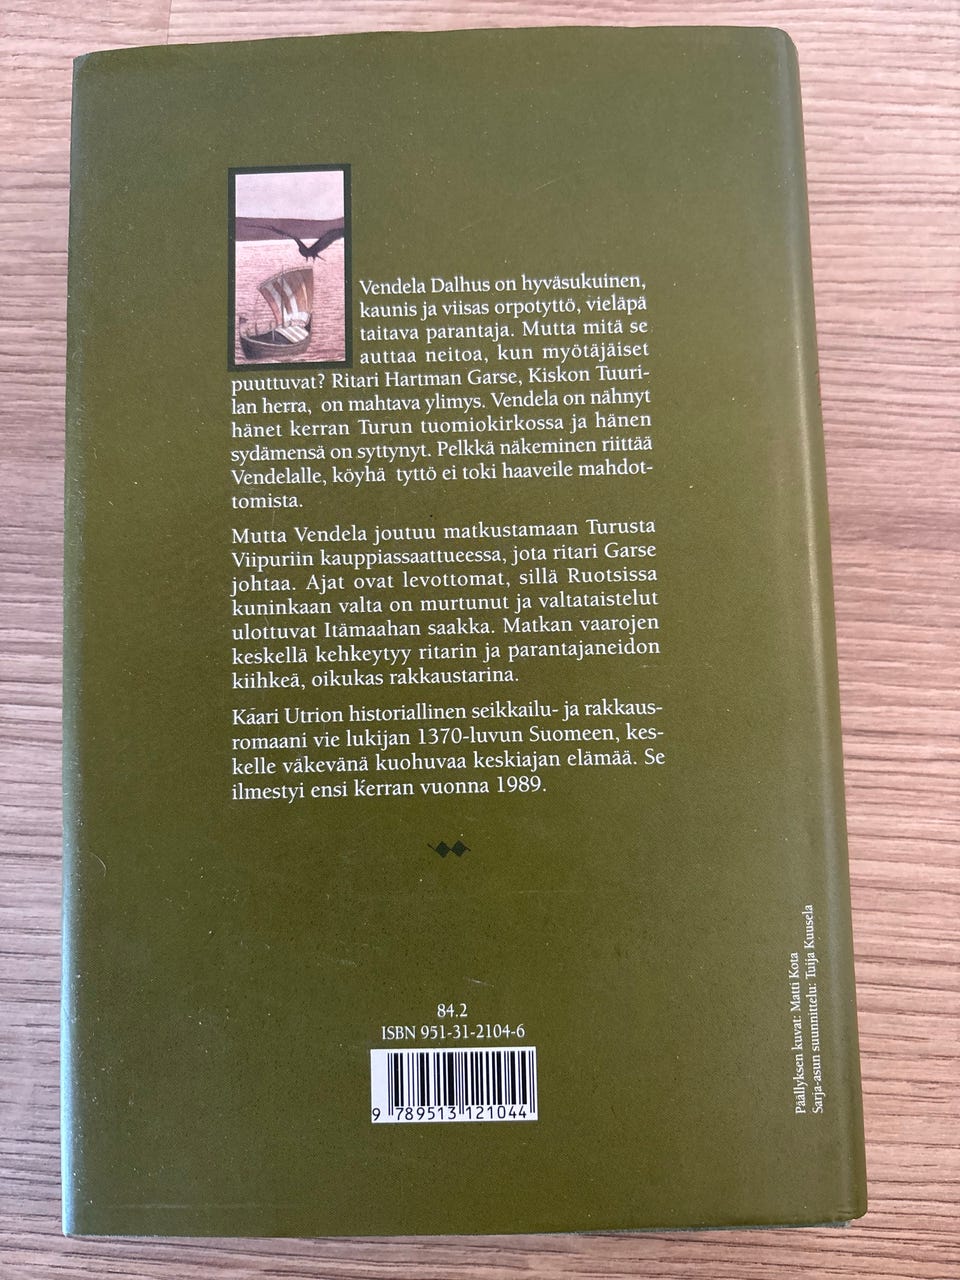 Vendela Dalhus on hyväsukuinen,
kaunis ja viisas orpotyttö, vieläpä
taitava parantaja. Mutta mitä se
auttaa neitoa, kun myötäjäiset
puuttuvat? Ritari Hartman Garse, Kiskon Tuuri-
lan herra, on mahtava ylimys. Vendela on nähnyt
hänet kerran Turun tuomiokirkossa ja hänen
sydämensä on syttynyt. Pelkkä näkeminen riittää
Vendelalle, köyhä tyttö ei toki haaveile mahdot-
tomista.
Mutta Vendela joutuu matkustamaan Turusta
Viipuriin kauppiassaattueessa, jota ritari Garse
johtaa. Ajat ovat levottomat, sillä Ruotsissa
kuninkaan valta on murtunut ja valtataistelut
ulottuvat Itämaahan saakka. Matkan vaarojen
keskellä kehkeytyy ritarin ja parantajaneidon
kiihkeä, oikukas rakkaustarina.
Kaari Utrion historiallinen seikkailu- ja rakkaus-
romaani vie lukijan 1370-luvun Suomeen, kes-
kelle väkevänä kuohuvaa keskiajan elämää. Se
ilmestyi ensi kerran vuonna 1989.
84.2
ISBN 951-31-2104-6
9 789513 121044
Päällyksen kuvat: Matti Kota
Sarja-asun suunnittelu: Tuija Kuusela